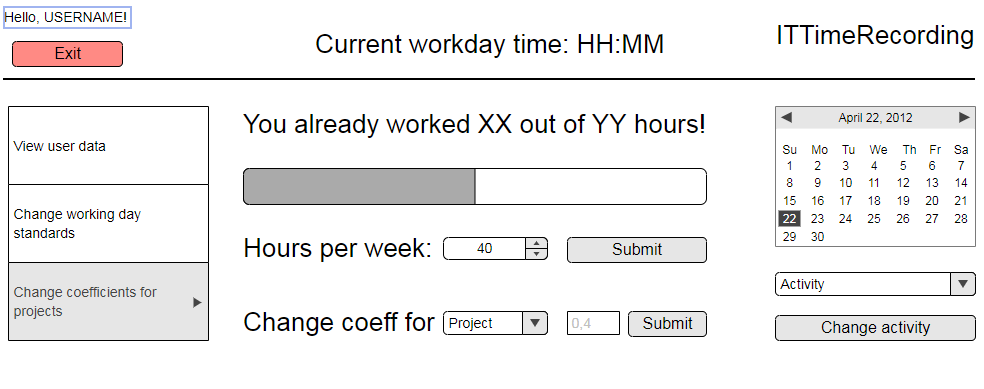 Hello, USERNAME!
Exit
Current workday time: HH:MM
ITTimeRecording
View user data
Change working day
standards
Change coefficients for
projects
You already worked XX out of YY hours!
Hours per week: 40 Submit
Change coeff for Project 0,4 Submit
April 22, 2012
Su Mo Tu We Th Fr Sa
1 2 3 4 5 6 7
8 9 10 11 12 13 14
15 16 17 18 19 20 21
22 23 24 25 26 27 28
29 30
Activity
Change activity